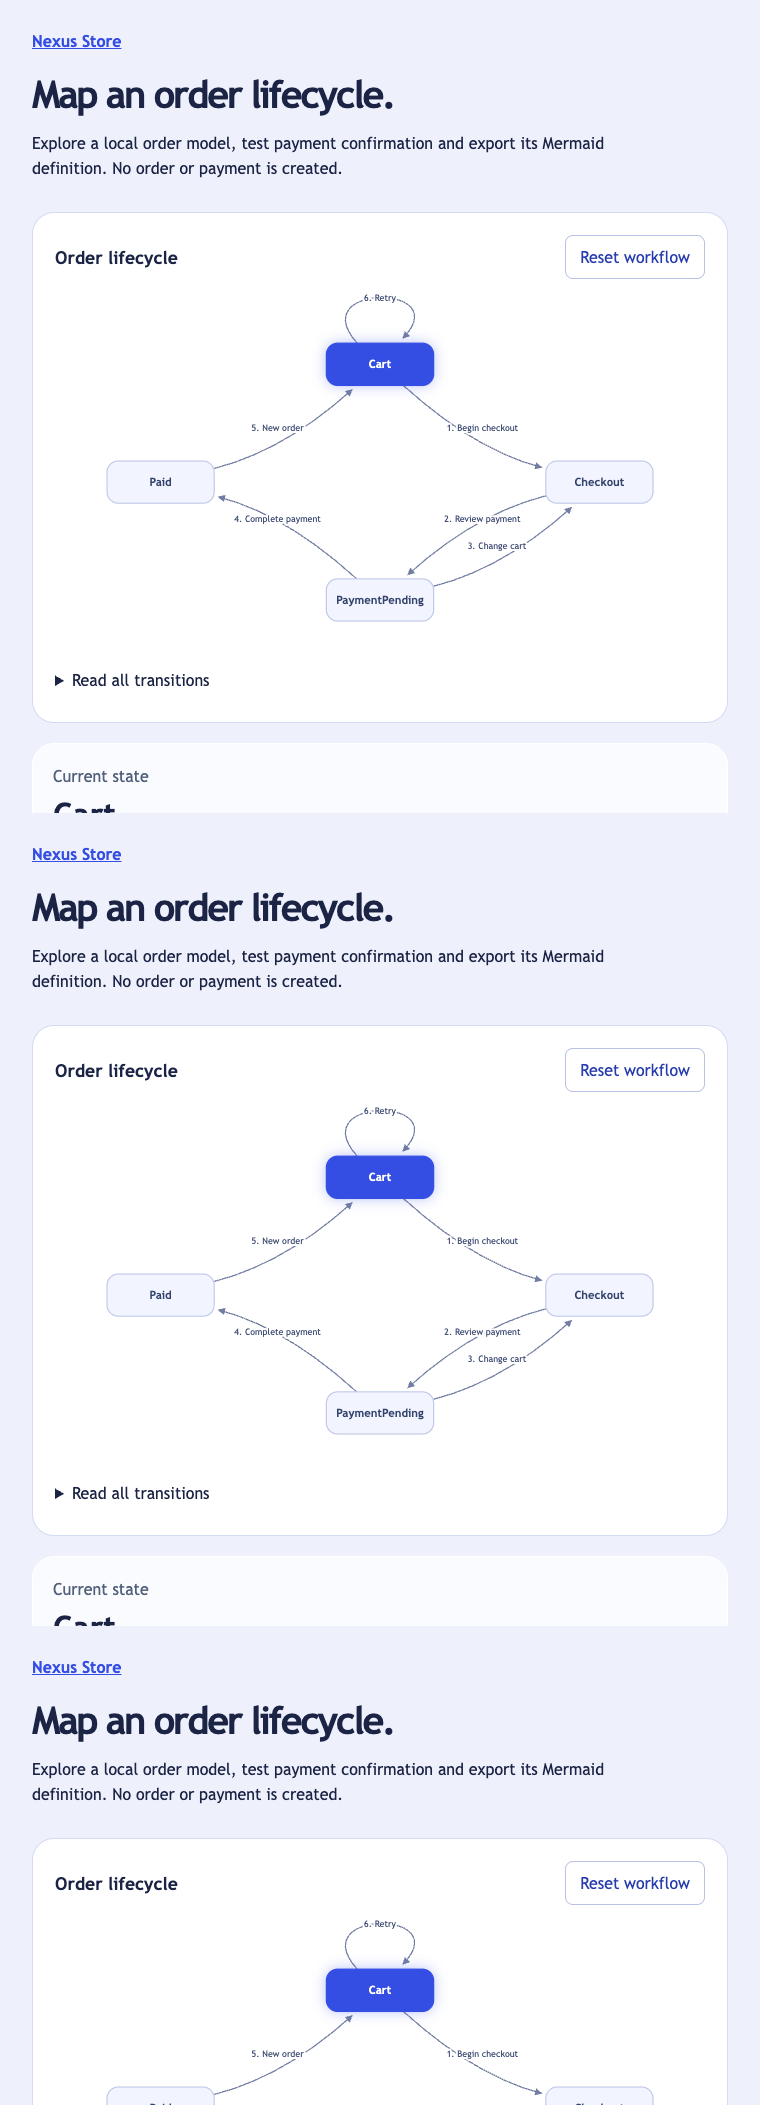 Nexus Store
Map an order lifecycle.
Explore a local order model, test payment confirmation and export its Mermaid
definition. No order or payment is created.
Order lifecycle
Reset workflow
6. Retry
Cart
5. New order
1. Begin checkout
Paid
Checkout
4. Complete payment
2. Review payment
3. Change cart
PaymentPending
Read all transitions
Current state
Cart
Nexus Store
Map an order lifecycle.
Explore a local order model, test payment confirmation and export its Mermaid
definition. No order or payment is created.
Order lifecycle
Reset workflow
6. Retry
Cart
5. New order
1. Begin checkout
Paid
Checkout
4. Complete payment
2. Review payment
3. Change cart
PaymentPending
Read all transitions
Current state
Cart
Nexus Store
Map an order lifecycle.
Explore a local order model, test payment confirmation and export its Mermaid
definition. No order or payment is created.
Order lifecycle
Reset workflow
6. Retry
Cart
5. New order
1. Begin checkout